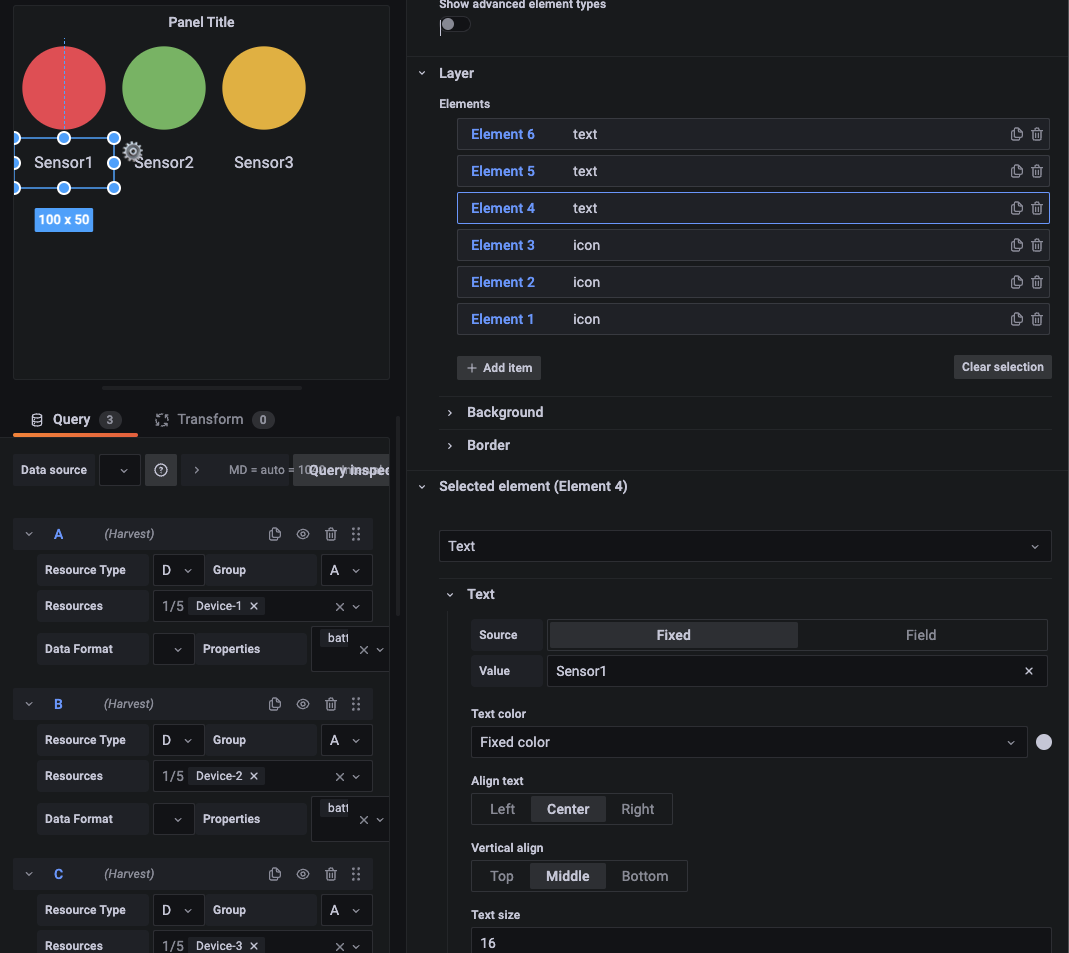 Panel Title
Sensor1
Sensor2
Sensor3
100 x 50
Query 3
Transform 0
Data source
MD = auto =
Query Inspec
A (Harvest)
Resource Type D Group A
Resources 1/5 Device-1
Data Format Properties batt
B (Harvest)
Resource Type D Group A
Resources 1/5 Device-2
Data Format Properties batt
C (Harvest)
Resource Type D Group A
Resources 1/5 Device-3
Show advanced element types
Layer
Elements
Element 6 text
Element 5 text
Element 4 text
Element 3 icon
Element 2 icon
Element 1 icon
+ Add item
Clear selection
Background
Border
Selected element (Element 4)
Text
Text
Source Fixed Field
Value Sensor1
Text color
Fixed color
Align text
Left Center Right
Vertical align
Top Middle Bottom
Text size
16